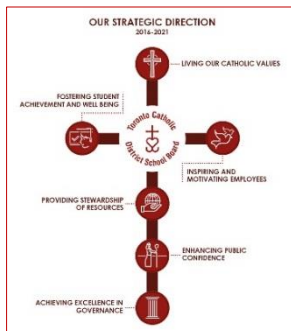 OUR STRATEGIC DIRECTION
2016-2021
LIVING OUR CATHOLIC VALUES
FOSTERING STUDENT
ACHIEVEMENT AND WELL BEING
Toronto Catholic
District School Board
INSPIRING AND
MOTIVATING EMPLOYEES
PROVIDING STEWARDSHIP
OF RESOURCES
ENHANCING PUBLIC
CONFIDENCE
ACHIEVING EXCELLENCE IN
GOVERNANCE